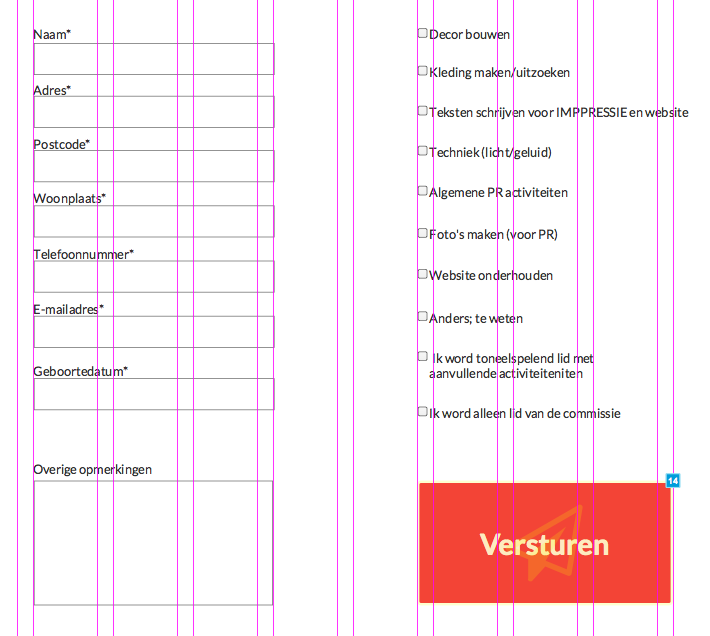 Naam*
Adres*
Postcode*
Woonplaats*
Telefoonnummer*
E-mailadres*
Geboortedatum*
Overige opmerkingen
Decor bouwen
Kleding maken/uitzoeken
Teksten schrijven voor IMPPRESSIE en website
Techniek (licht/geluid)
Algemene PR activiteiten
Foto's maken (voor PR)
Website onderhouden
Anders; te weten
Ik word toneelspelend lid met
aanvullende activiteiteniten
Ik word alleen lid van de commissie
14
Versturen